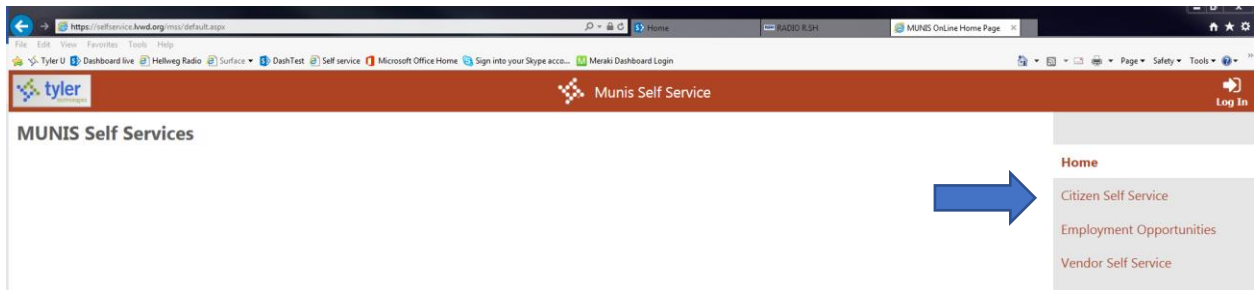 https://selfservice.lvwd.org/mss/default.aspx
Home
RADIO R.SH
MUNIS OnLine Home Page
File Edit View Favorites Tools Help
Tyler U Dashboard live Hellweg Radio Surface DashTest Self service Microsoft Office Home Sign into your Skype acco... Meraki Dashboard Login
Page Safety Tools
tyler
technologies
Munis Self Service
Log In
MUNIS Self Services
Home
Citizen Self Service
Employment Opportunities
Vendor Self Service